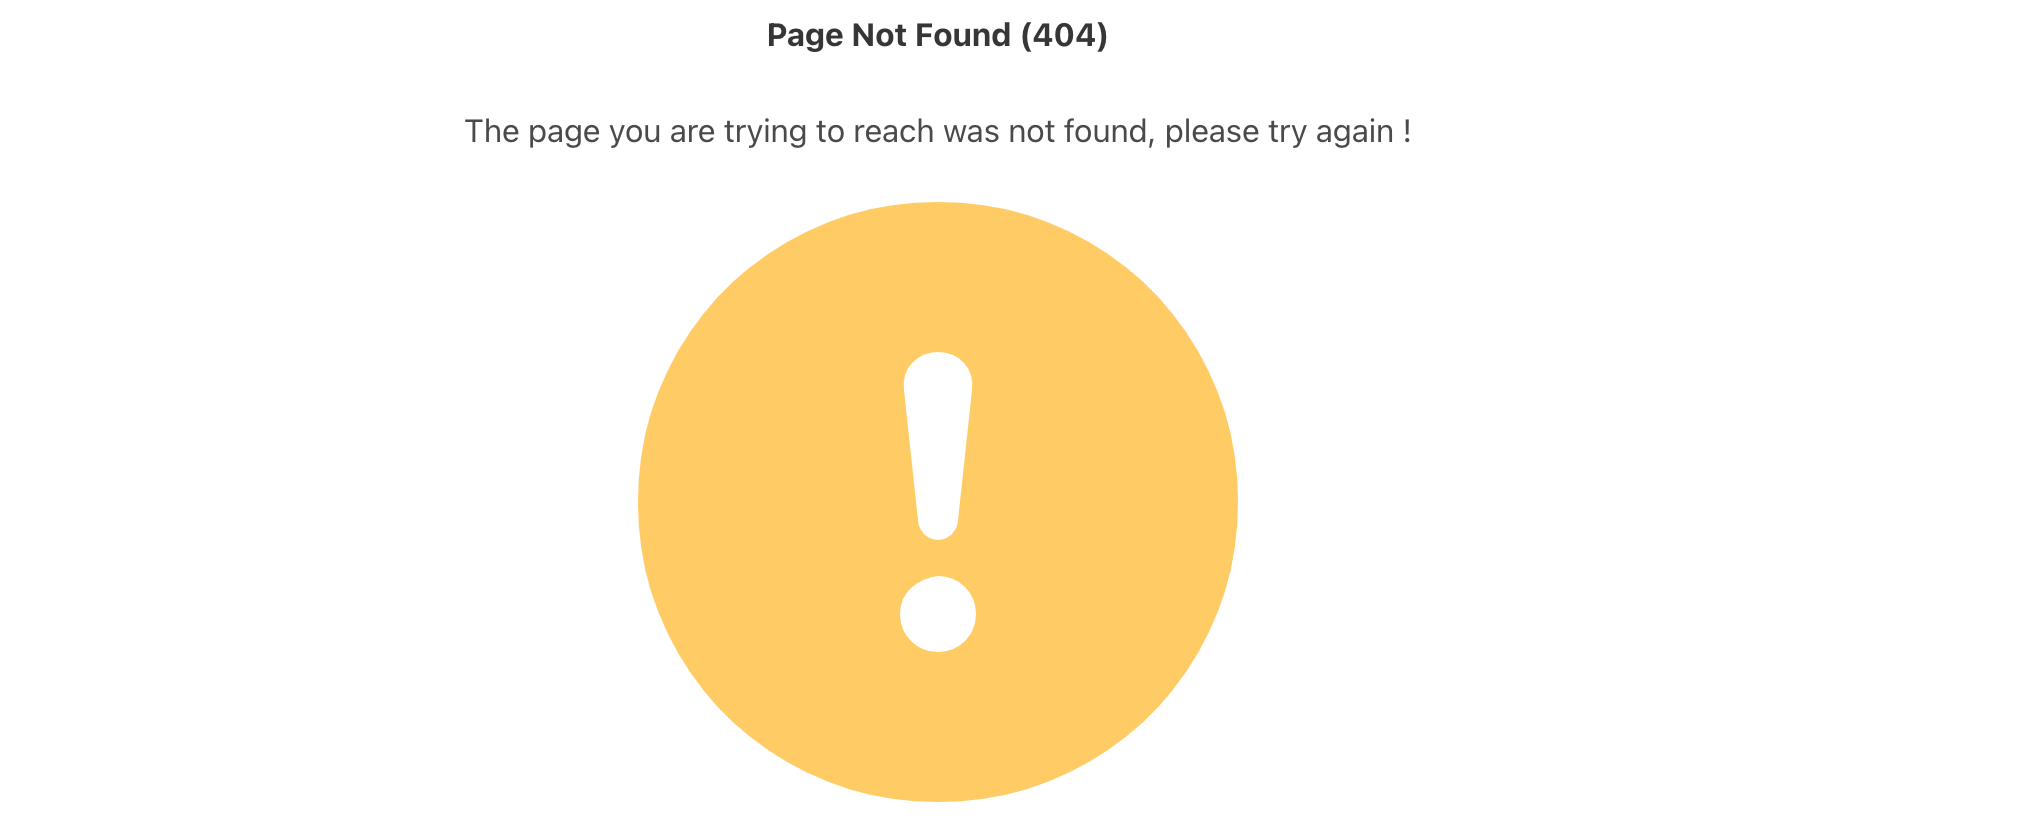 Page Not Found (404)
The page you are trying to reach was not found, please try again !